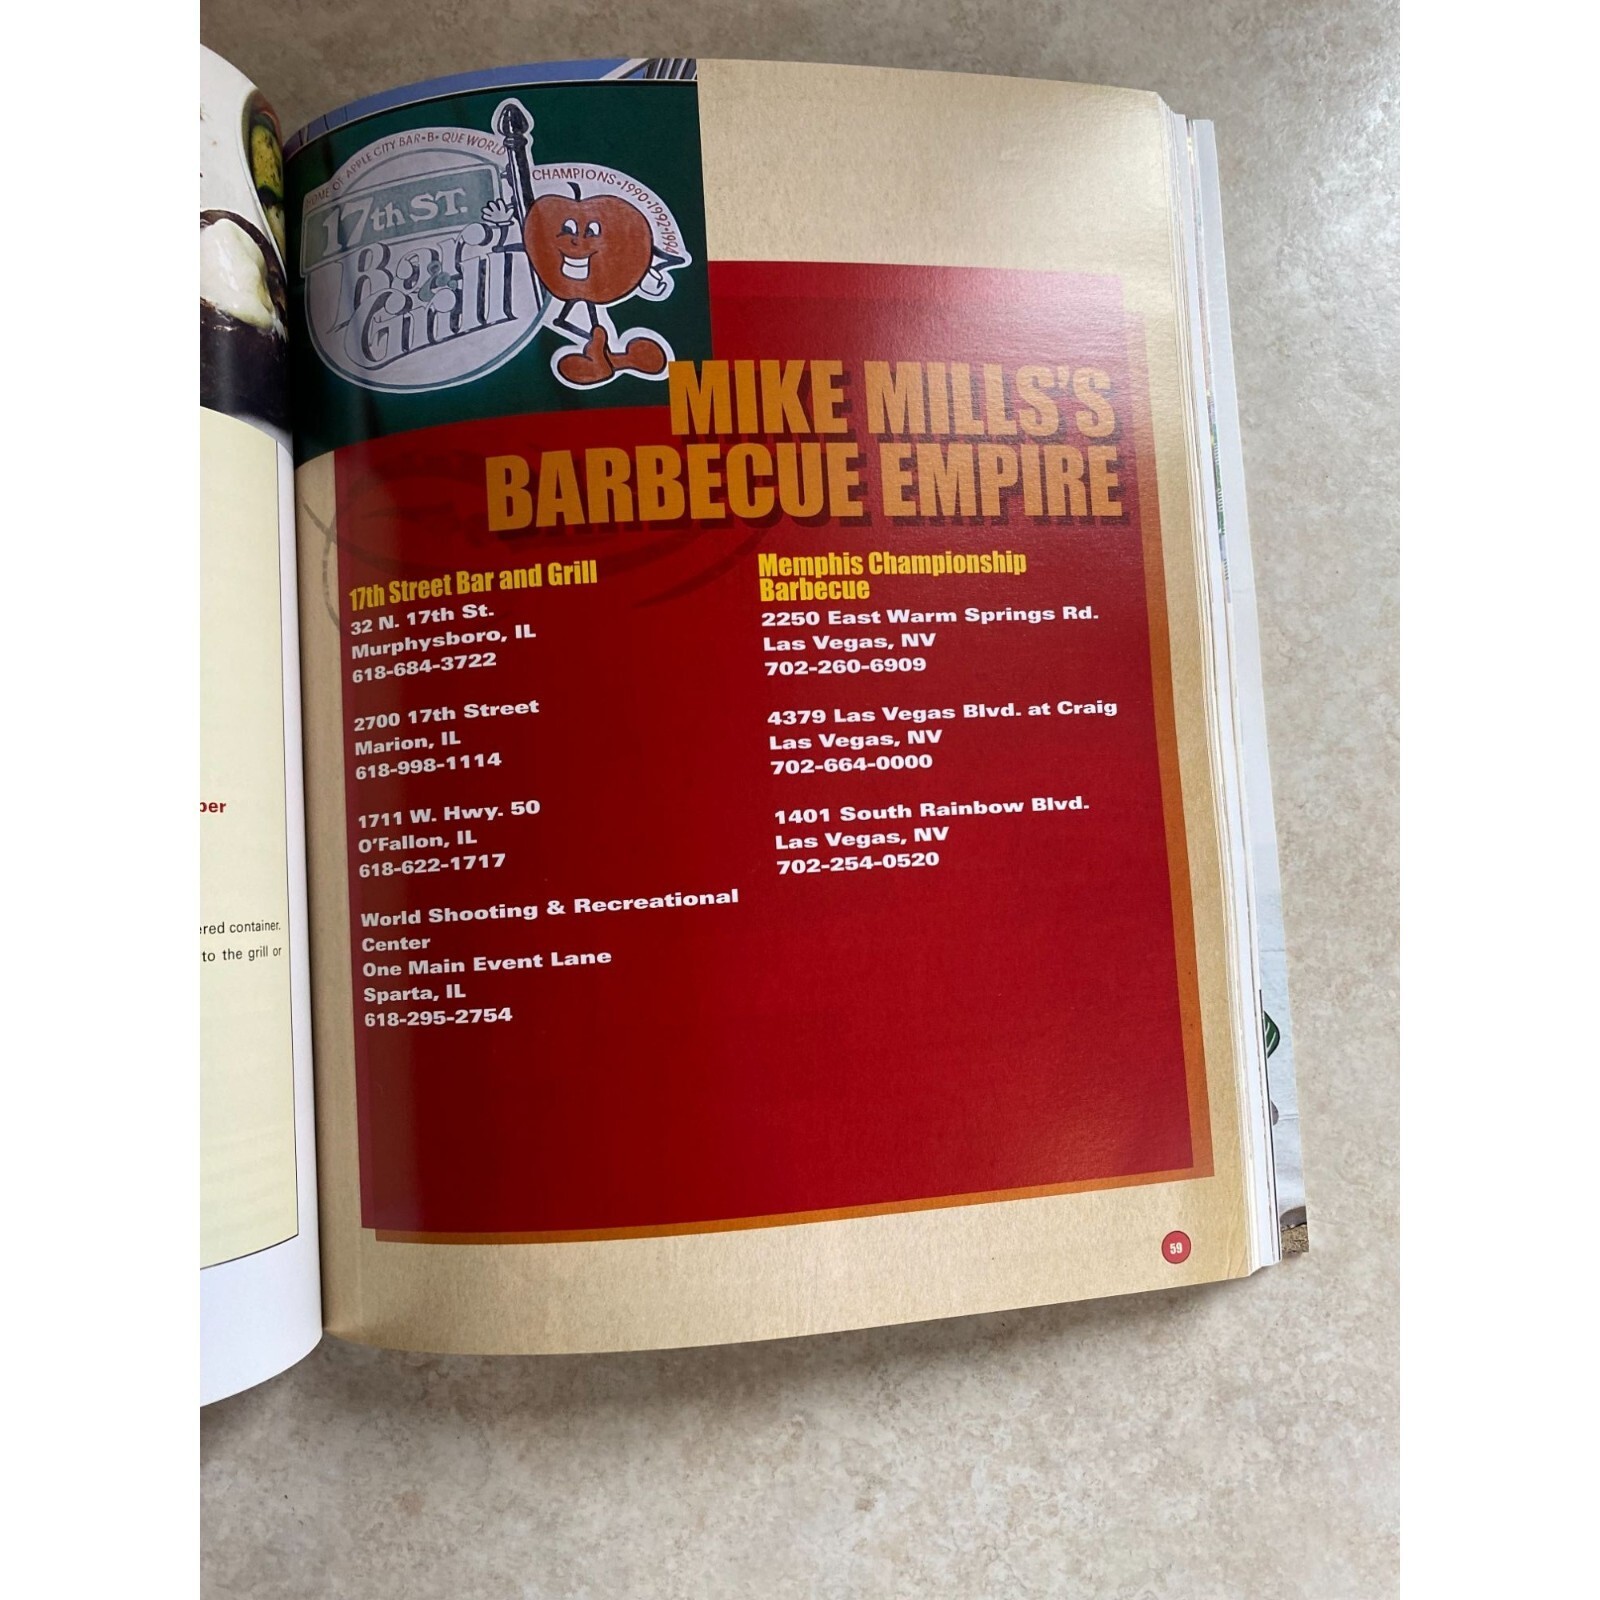 HOME OF APPLE CITY BAR•B•QUE WORLD
CHAMPIONS•1990•1992•1994
17th ST.
Bar &
Grill
MIKE MILLS'S
BARBECUE EMPIRE
17th Street Bar and Grill
32 N. 17th St.
Murphysboro, IL
618-684-3722
2700 17th Street
Marion, IL
618-998-1114
1711 W. Hwy. 50
O'Fallon, IL
618-622-1717
World Shooting & Recreational
Center
One Main Event Lane
Sparta, IL
618-295-2754
Memphis Championship
Barbecue
2250 East Warm Springs Rd.
Las Vegas, NV
702-260-6909
4379 Las Vegas Blvd. at Craig
Las Vegas, NV
702-664-0000
1401 South Rainbow Blvd.
Las Vegas, NV
702-254-0520
59
container.
to the grill or